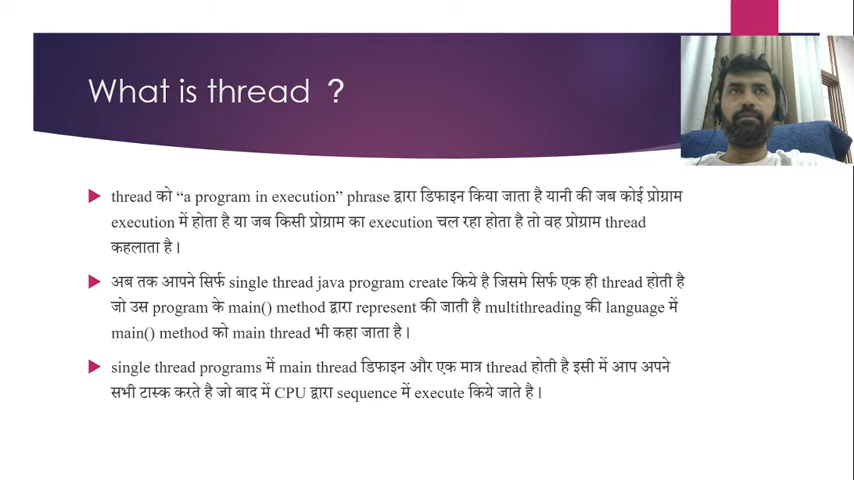 What is thread ?
thread को “a program in execution” phrase द्वारा डिफाइन किया जाता है यानी की जब कोई प्रोग्राम
execution में होता है या जब किसी प्रोग्राम का execution चल रहा होता है तो वह प्रोग्राम thread
कहलाता है।
अब तक आपने सिर्फ single thread java program create किये है जिसमे सिर्फ एक ही thread होती है
जो उस program के main() method द्वारा represent की जाती है multithreading की language में
main() method को main thread भी कहा जाता है।
single thread programs में main thread डिफाइन और एक मात्र thread होती है इसी में आप अपने
सभी टास्क करते है जो बाद में CPU द्वारा sequence में execute किये जाते है।